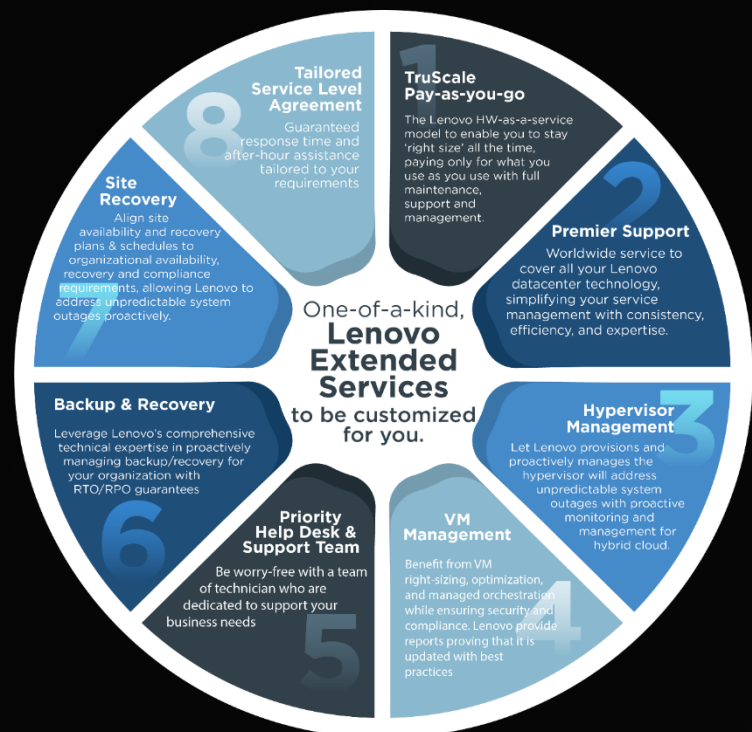 One-of-a-kind,
Lenovo
Extended
Services
to be customized
for you.
1
TruScale
Pay-as-you-go
The Lenovo HW-as-a-service
model to enable you to stay
'right size' all the time,
paying only for what you
use as you use with full
maintenance,
support and
management.
2
Premier Support
Worldwide service to
cover all your Lenovo
datacenter technology,
simplifying your service
management with consistency,
efficiency, and expertise.
3
Hypervisor
Management
Let Lenovo provisions and
proactively manages the
hypervisor will address
unpredictable system
outages with proactive
monitoring and
management for
hybrid cloud.
4
VM
Management
Benefit from VM
right-sizing, optimization,
and managed orchestration
while ensuring security and
compliance. Lenovo provide
reports proving that it is
updated with best
practices
5
Priority
Help Desk &
Support Team
Be worry-free with a team
of technician who are
dedicated to support your
business needs
6
Backup & Recovery
Leverage Lenovo's comprehensive
technical expertise in proactively
managing backup/recovery for
your organization with
RTO/RPO guarantees
7
Site
Recovery
Align site
availability and recovery
plans & schedules to
organizational availability,
recovery and compliance
requirements, allowing Lenovo to
address unpredictable system
outages proactively.
8
Tailored
Service Level
Agreement
Guaranteed
response time and
after-hour assistance
tailored to your
requirements